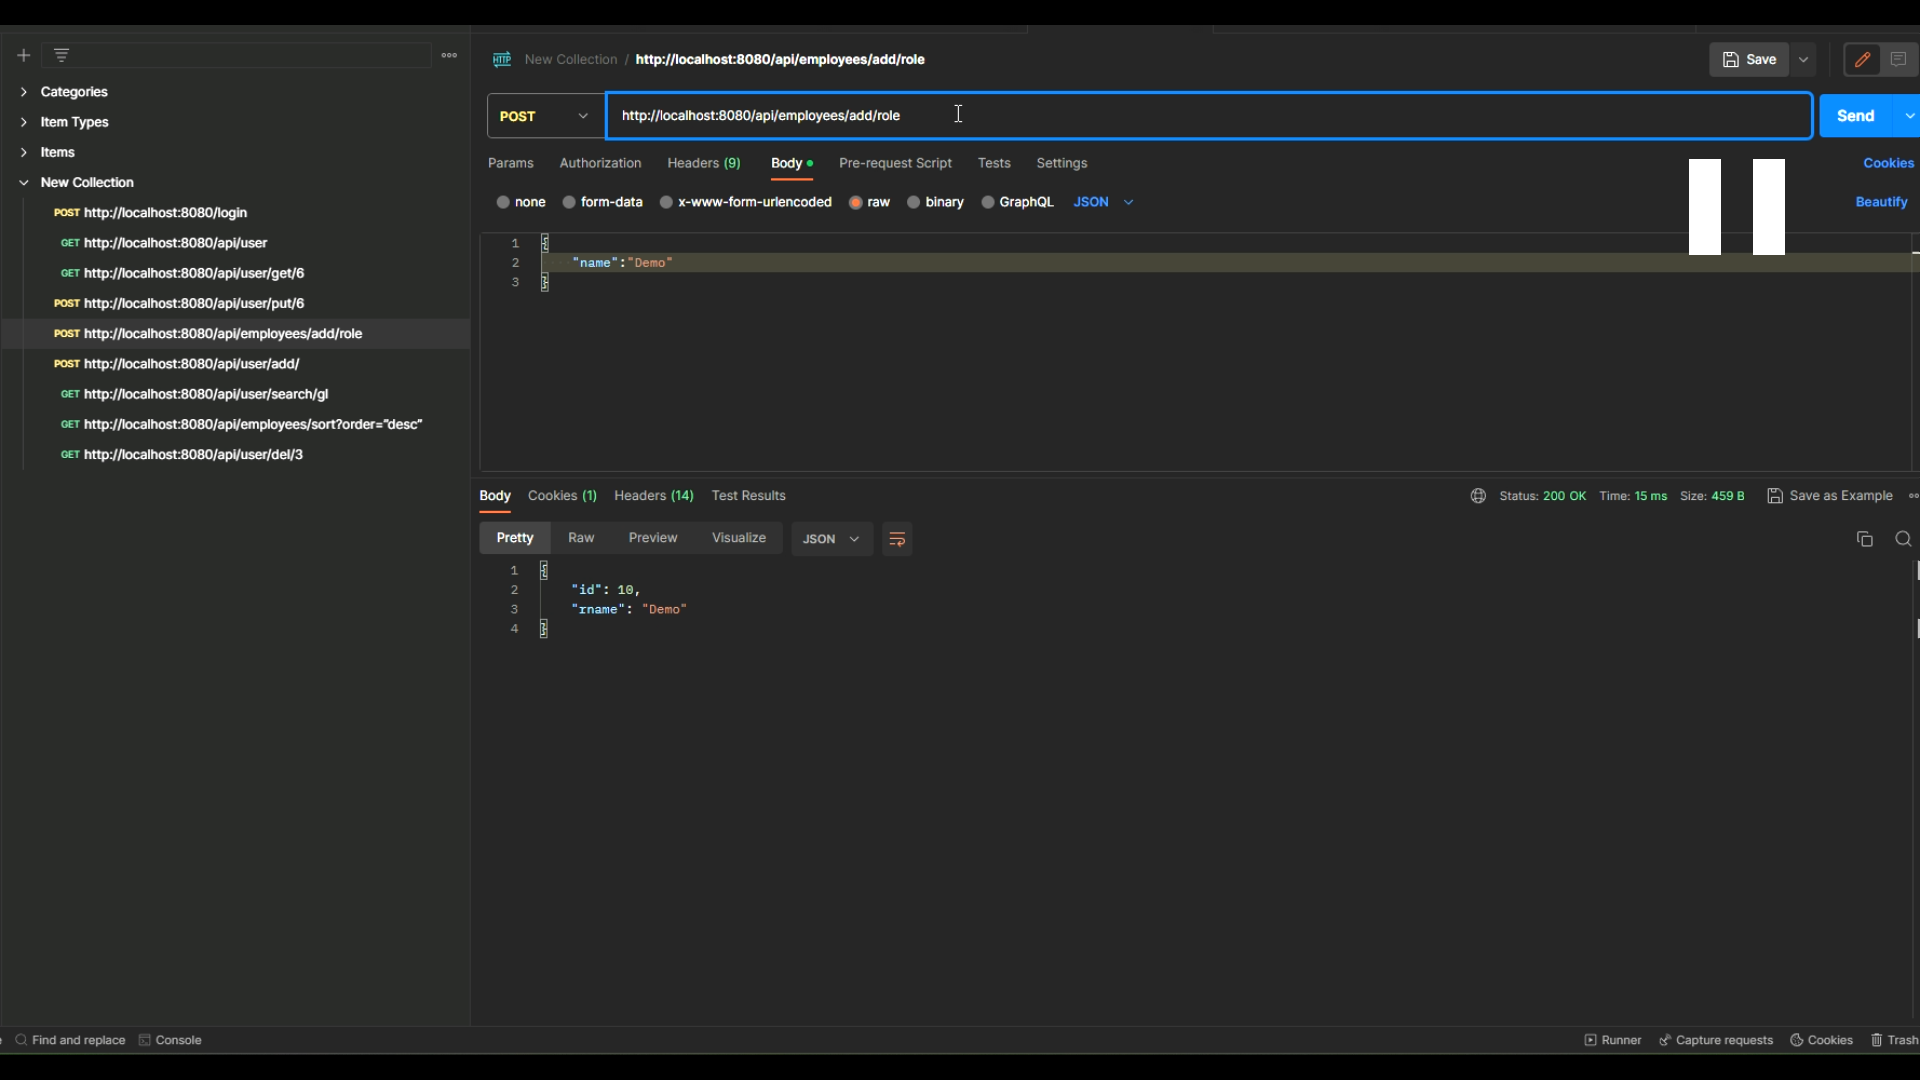 New Collection / http://localhost:8080/api/employees/add/role
Save
Categories
Item Types
Items
New Collection
POST http://localhost:8080/login
GET http://localhost:8080/api/user
GET http://localhost:8080/api/user/get/6
POST http://localhost:8080/api/user/put/6
POST http://localhost:8080/api/employees/add/role
POST http://localhost:8080/api/user/add/
GET http://localhost:8080/api/user/search/gl
GET http://localhost:8080/api/employees/sort?order="desc"
GET http://localhost:8080/api/user/del/3
POST http://localhost:8080/api/employees/add/role Send
Params Authorization Headers (9) Body Pre-request Script Tests Settings Cookies
none form-data x-www-form-urlencoded raw binary GraphQL JSON Beautify
1 {
2 "name":"Demo"
3 }
Body Cookies (1) Headers (14) Test Results Status: 200 OK Time: 15 ms Size: 459 B Save as Example
Pretty Raw Preview Visualize JSON
1 {
2 "id": 10,
3 "rname": "Demo"
4 }
Find and replace Console Runner Capture requests Cookies Trash